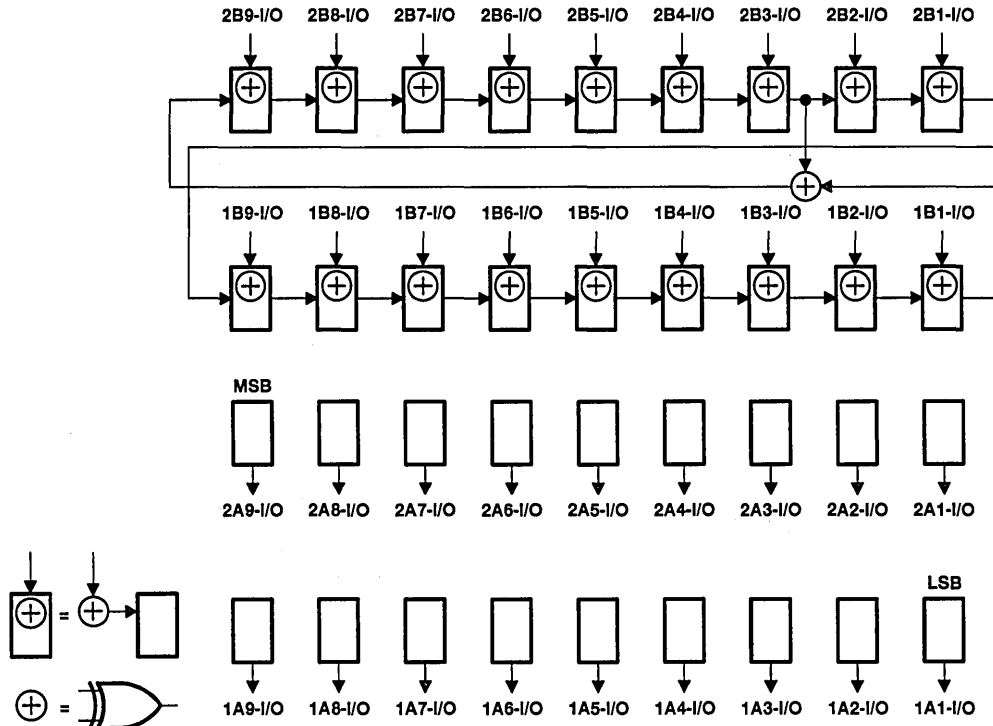 2B9-I/O 2B8-I/O 2B7-I/O 2B6-I/O 2B5-I/O 2B4-I/O 2B3-I/O 2B2-I/O 2B1-I/O
1B9-I/O 1B8-I/O 1B7-I/O 1B6-I/O 1B5-I/O 1B4-I/O 1B3-I/O 1B2-I/O 1B1-I/O
MSB
2A9-I/O 2A8-I/O 2A7-I/O 2A6-I/O 2A5-I/O 2A4-I/O 2A3-I/O 2A2-I/O 2A1-I/O
LSB
=
=
1A9-I/O 1A8-I/O 1A7-I/O 1A6-I/O 1A5-I/O 1A4-I/O 1A3-I/O 1A2-I/O 1A1-I/O